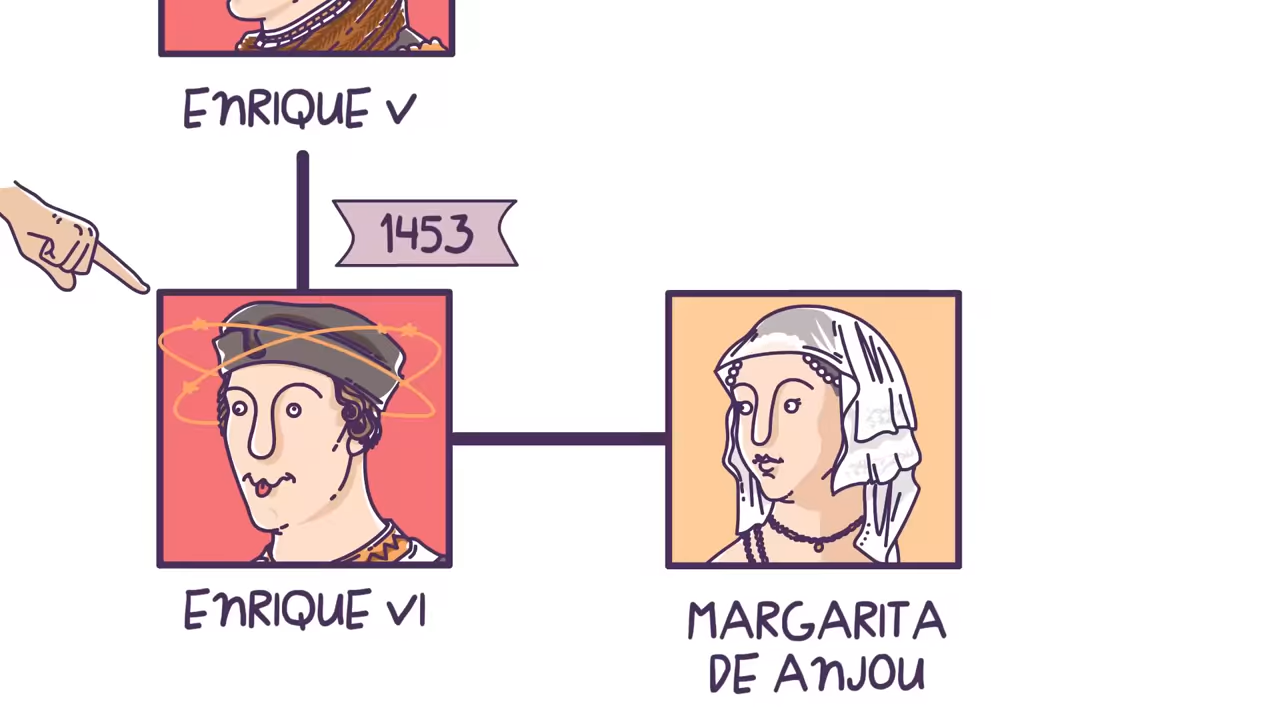 ENRIQUE V
1453
ENRIQUE VI
MARGARITA
DE ANJOU